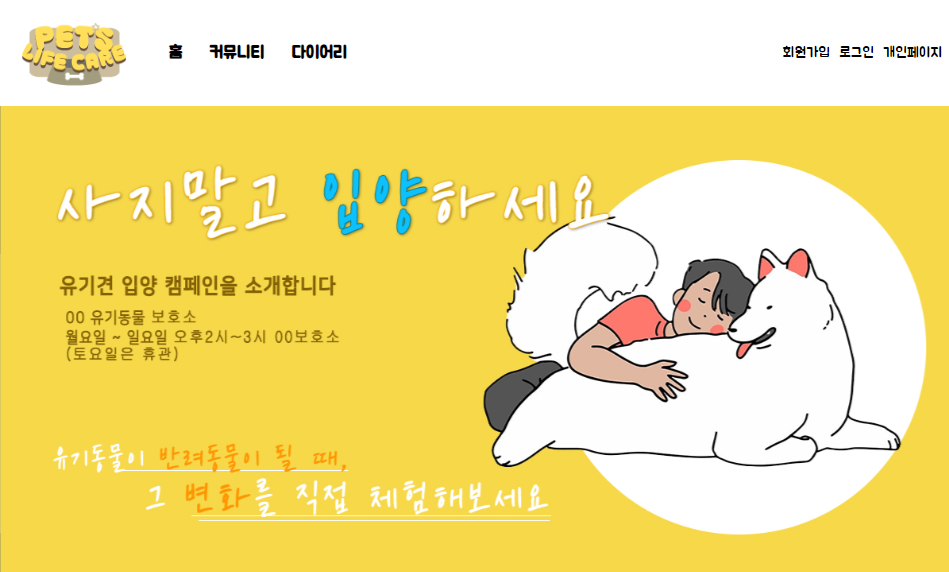 PET'S
LIFE CARE
홈 커뮤니티 다이어리
회원가입 로그인 개인페이지
사지말고 입양하세요
유기견 입양 캠페인을 소개합니다
00 유기동물 보호소
월요일 ~ 일요일 오후2시~3시 00보호소
(토요일은 휴관)
유기동물이 반려동물이 될 때,
그 변화를 직접 체험해보세요